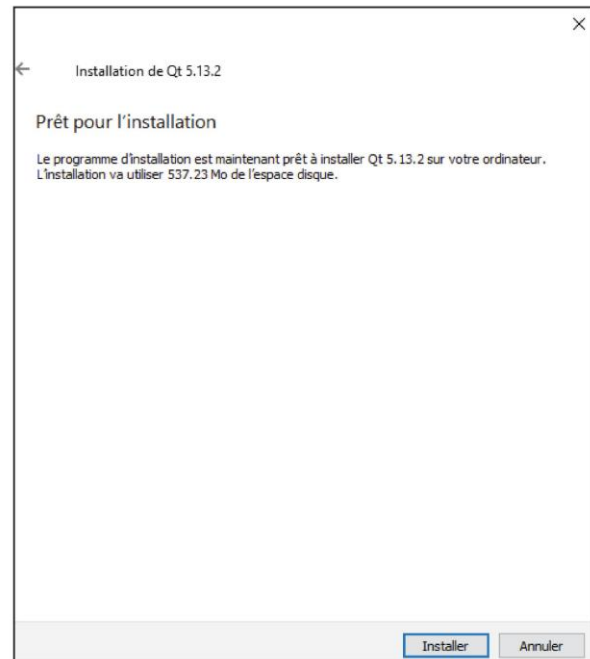 Installation de Qt 5.13.2
Prêt pour l'installation
Le programme d'installation est maintenant prêt à installer Qt 5.13.2 sur votre ordinateur.
L'installation va utiliser 537.23 Mo de l'espace disque.
Installer
Annuler